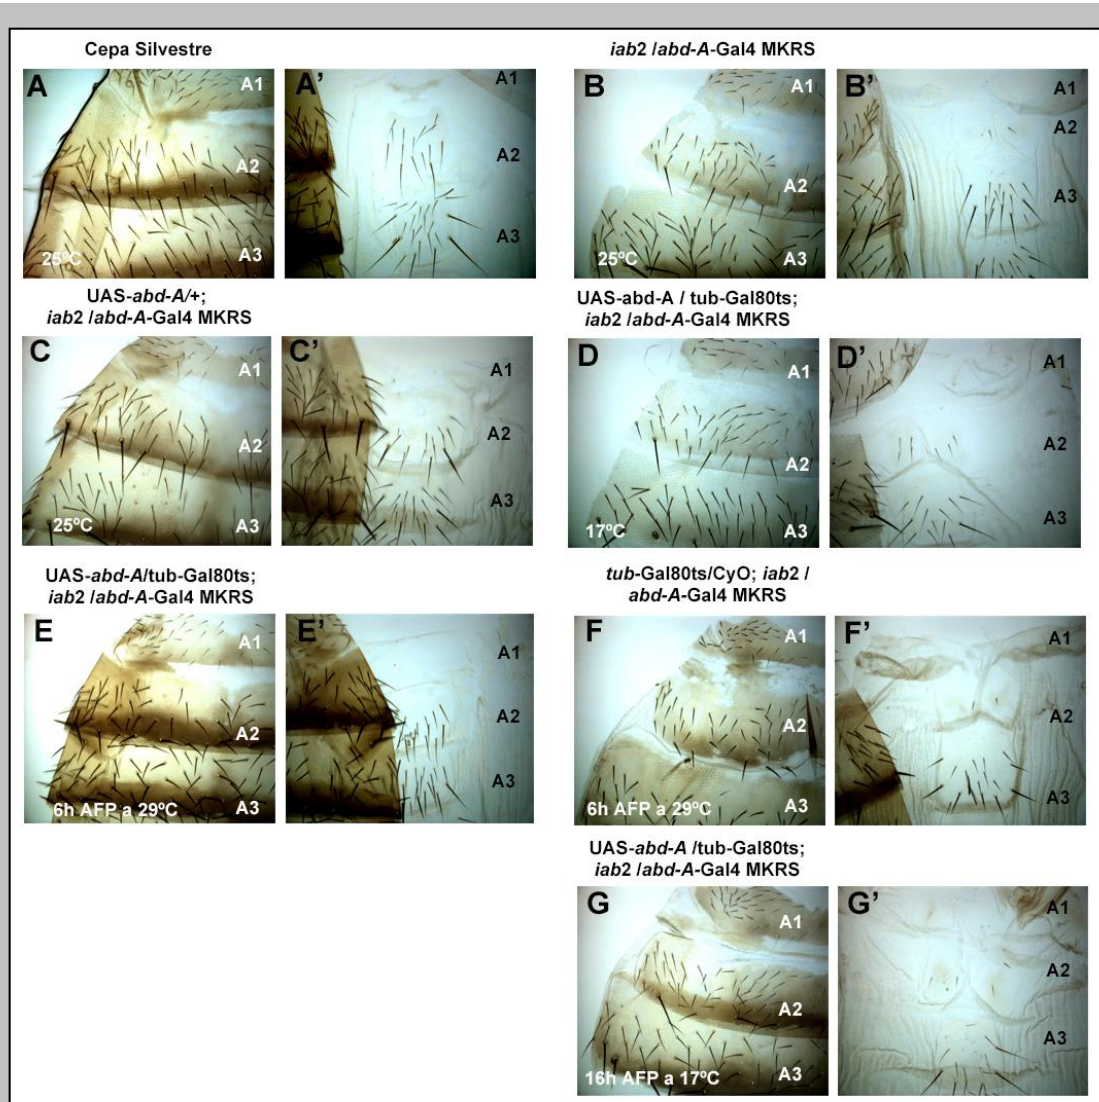 Cepa Silvestre
iab2 /abd-A-Gal4 MKRS
A
A1
A2
A3
25ºC
A’
A1
A2
A3
B
A1
A2
A3
25ºC
B’
A1
A2
A3
UAS-abd-A/+;
iab2 /abd-A-Gal4 MKRS
UAS-abd-A / tub-Gal80ts;
iab2 /abd-A-Gal4 MKRS
C
A1
A2
A3
25ºC
C’
A1
A2
A3
D
A1
A2
A3
17ºC
D’
A1
A2
A3
UAS-abd-A/tub-Gal80ts;
iab2 /abd-A-Gal4 MKRS
tub-Gal80ts/CyO; iab2 /
abd-A-Gal4 MKRS
E
A1
A2
A3
6h AFP a 29ºC
E’
A1
A2
A3
F
A1
A2
A3
6h AFP a 29ºC
F’
A1
A2
A3
UAS-abd-A /tub-Gal80ts;
iab2 /abd-A-Gal4 MKRS
G
A1
A2
A3
16h AFP a 17ºC
G’
A1
A2
A3